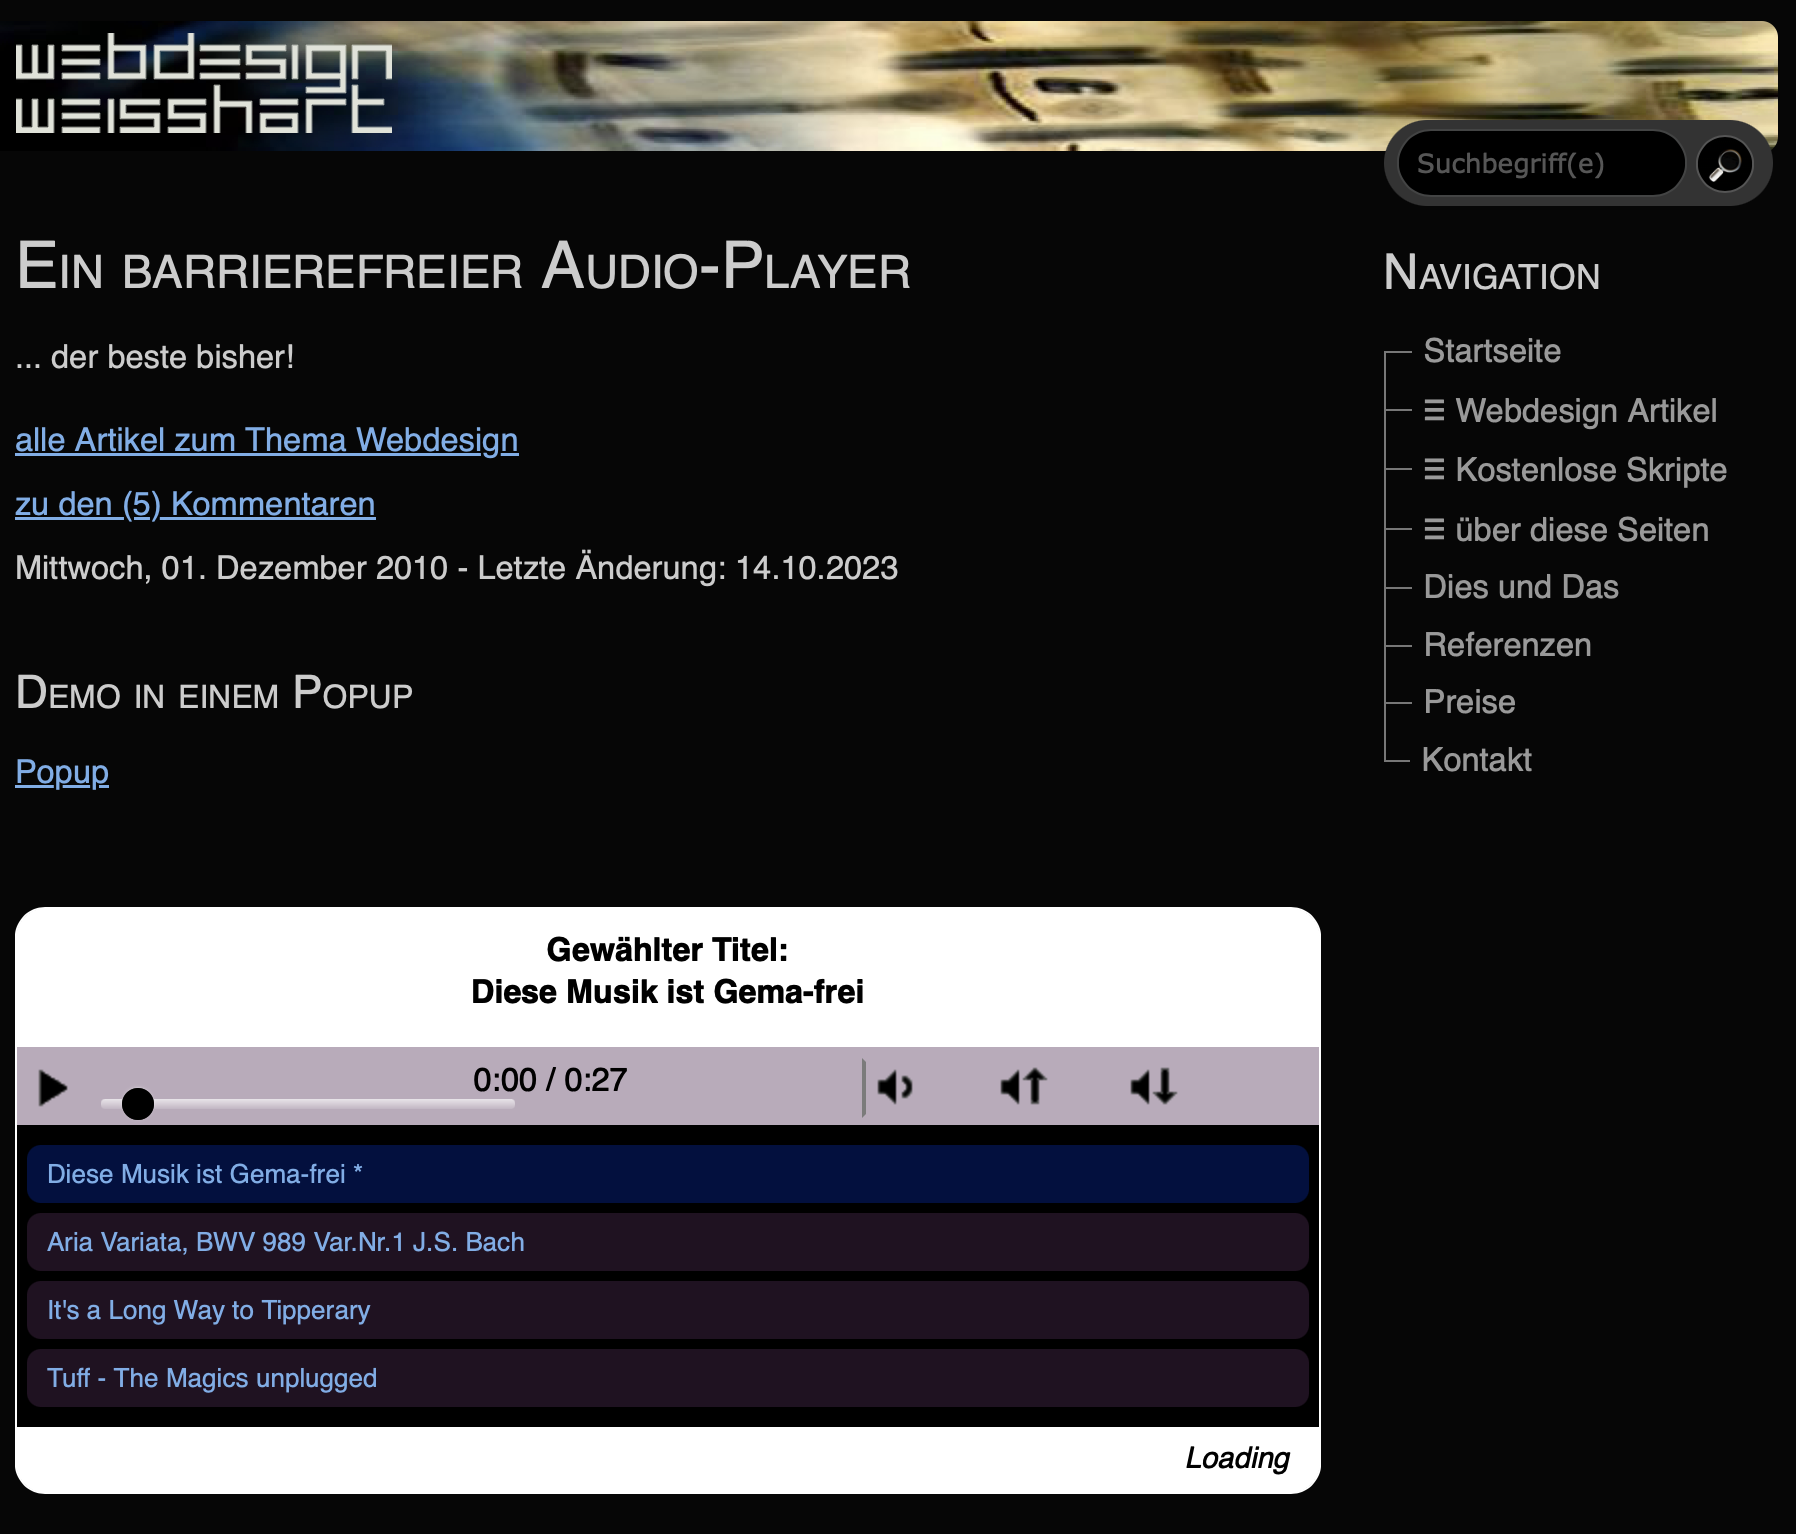 webdesign
weisshart
Suchbegriff(e)
Ein barrierefreier Audio-Player
... der beste bisher!
alle Artikel zum Thema Webdesign
zu den (5) Kommentaren
Mittwoch, 01. Dezember 2010 - Letzte Änderung: 14.10.2023
Demo in einem Popup
Popup
Navigation
Startseite
☰ Webdesign Artikel
☰ Kostenlose Skripte
☰ über diese Seiten
Dies und Das
Referenzen
Preise
Kontakt
Gewählter Titel:
Diese Musik ist Gema-frei
0:00 / 0:27
Diese Musik ist Gema-frei *
Aria Variata, BWV 989 Var.Nr.1 J.S. Bach
It's a Long Way to Tipperary
Tuff - The Magics unplugged
Loading